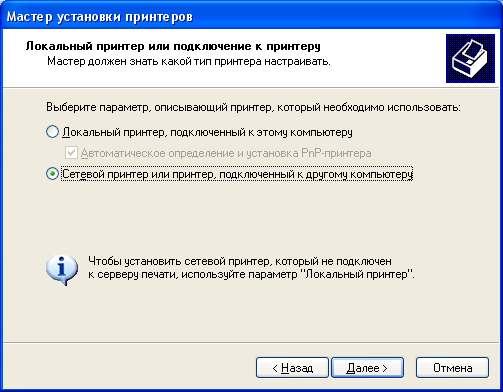 Мастер установки принтеров
Локальный принтер или подключение к принтеру
Мастер должен знать какой тип принтера настраивать.
Выберите параметр, описывающий принтер, который необходимо использовать:
Локальный принтер, подключенный к этому компьютеру
Автоматическое определение и установка PnP-принтера
Сетевой принтер или принтер, подключенный к другому компьютеру
Чтобы установить сетевой принтер, который не подключен
к серверу печати, используйте параметр "Локальный принтер".
< Назад
Далее >
Отмена